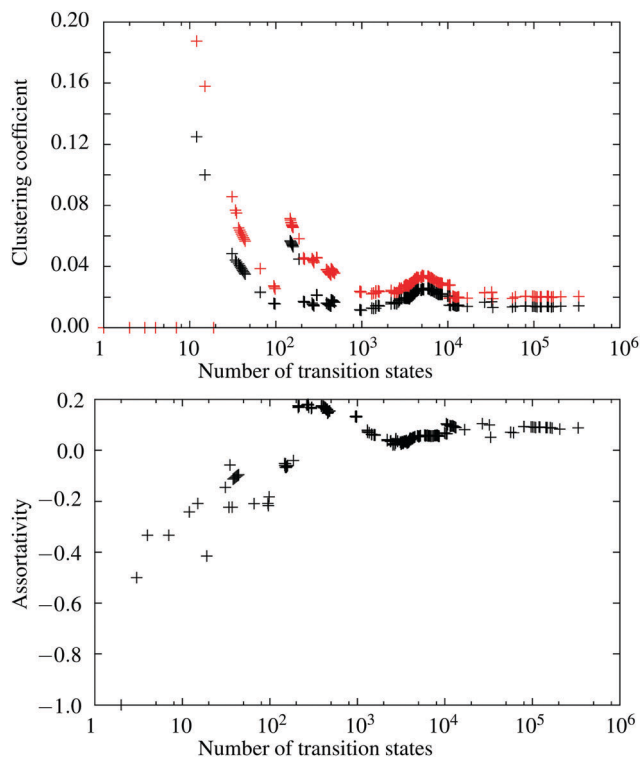 0.20
0.16
0.12
0.08
0.04
0.00
Clustering coefficient
1 10 10² 10³ 10⁴ 10⁵ 10⁶
Number of transition states
0.2
0.0
−0.2
−0.4
−0.6
−0.8
−1.0
Assortativity
1 10 10² 10³ 10⁴ 10⁵ 10⁶
Number of transition states